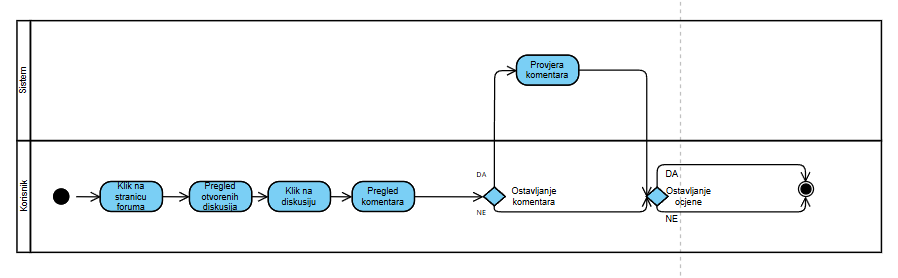 Sistem
Provjera
komentara
Korisnik
Klik na
stranicu
foruma
Pregled
otvorenih
diskusija
Klik na
diskusiju
Pregled
komentara
DA
NE
Ostavljanje
komentara
DA
Ostavljanje
ocjene
NE